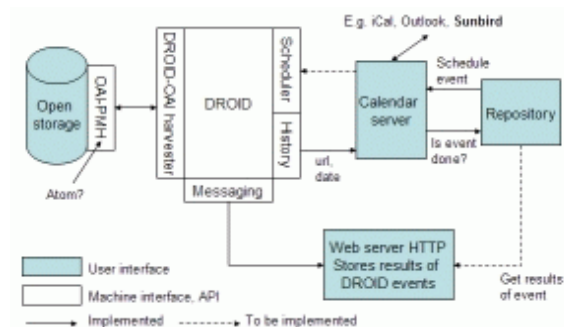 E.g. iCal, Outlook, Sunbird
Open
storage
OAI-PMH
DROID-OAI harvester
DROID
Scheduler
History
Messaging
Calendar
server
Schedule
event
Repository
url,
date
Is event
done?
Atom?
Web server HTTP
Stores results of
DROID events
Get results
of event
User interface
Machine interface, API
Implemented
To be implemented